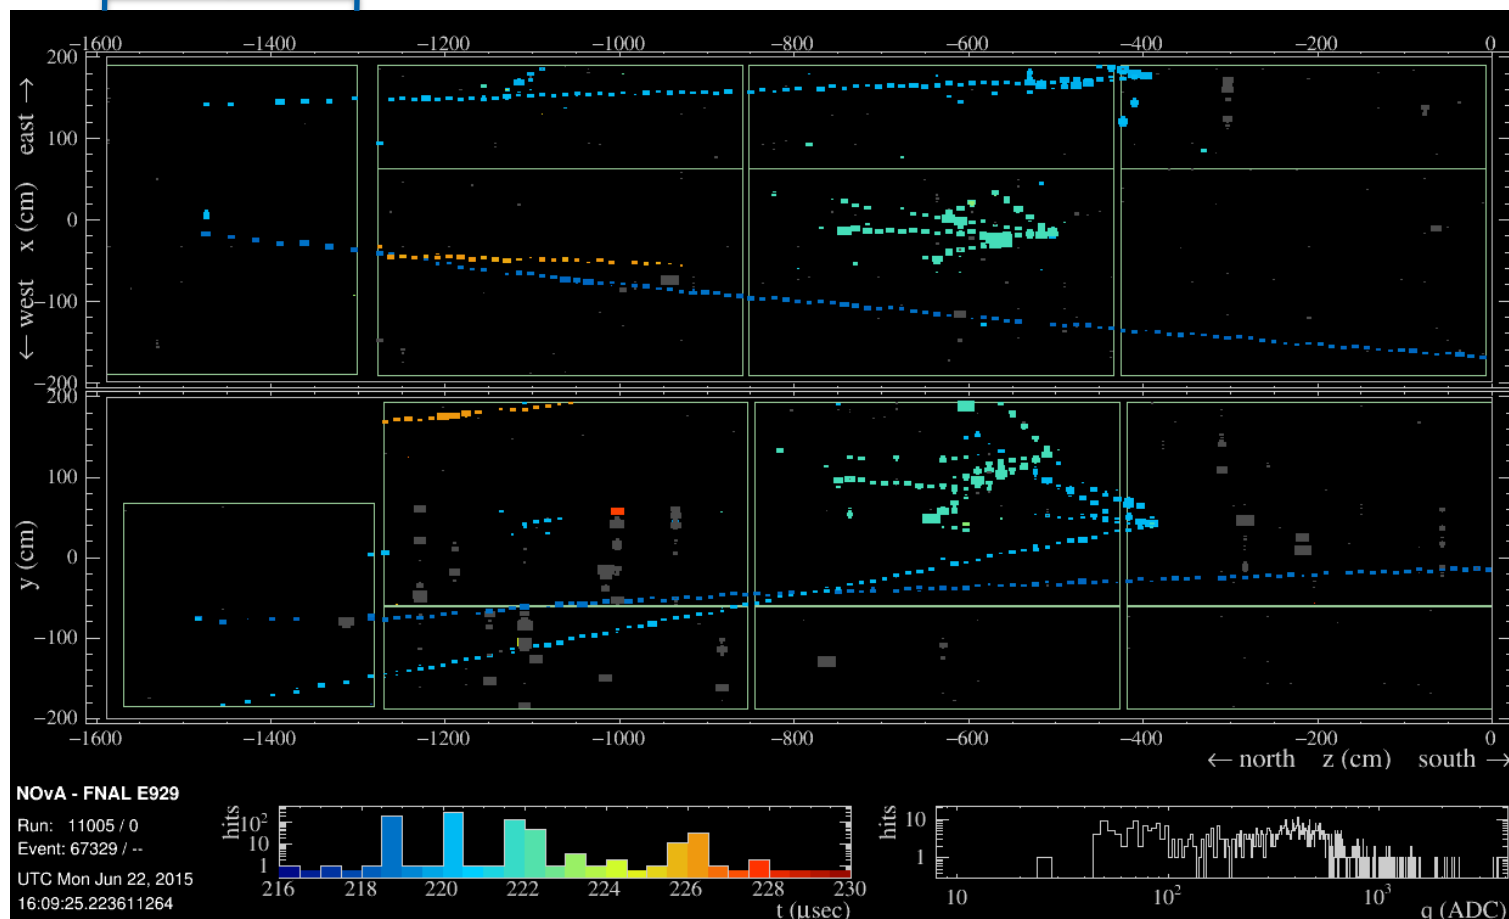 −1600 −1400 −1200 −1000 −800 −600 −400 −200 0
200
100
0
−100
−200
← west x (cm) east →
200
100
0
−100
−200
y (cm)
−1600 −1400 −1200 −1000 −800 −600 −400 −200 0
← north z (cm) south →
NOvA - FNAL E929
Run: 11005 / 0
Event: 67329 / --
UTC Mon Jun 22, 2015
16:09:25.223611264
hits
10²
10
1
216 218 220 222 224 226 228 230
t (μsec)
hits
10
1
10 10² 10³
q (ADC)